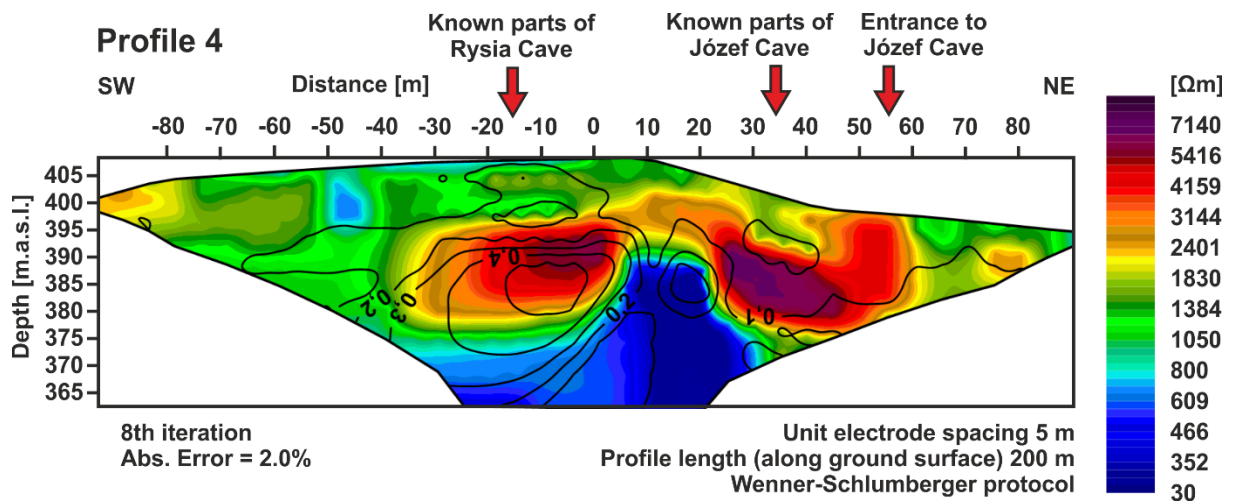 Profile 4
Known parts of
Rysia Cave
Known parts of
Józef Cave
Entrance to
Józef Cave
SW
Distance [m]
NE
[Ωm]
-80 -70 -60 -50 -40 -30 -20 -10 0 10 20 30 40 50 60 70 80
Depth [m.a.s.l.]
405
400
395
390
385
380
370
365
0,4
0,3
0,2
0,2
0,1
7140
5416
4159
3144
2401
1830
1384
1050
800
609
466
352
30
8th iteration
Abs. Error = 2.0%
Unit electrode spacing 5 m
Profile length (along ground surface) 200 m
Wenner-Schlumberger protocol